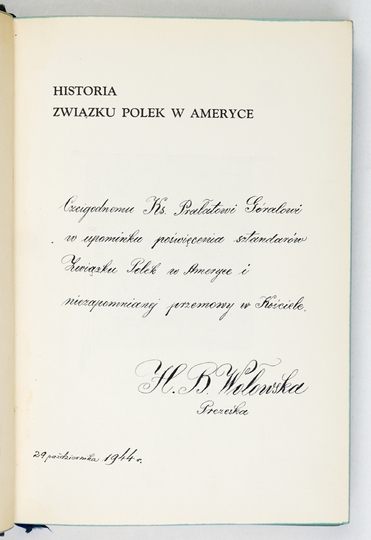 HISTORIA
ZWIĄZKU POLEK W AMERYCE
Czcigodnemu Ks. Prałatowi Góralowi
w upominku poświęcenia sztandarów
Związku Polek w Ameryce i
niezapomnianej przemowy w Kościele.
H. B. Wołowska
Prezeska
29 października 1944 r.